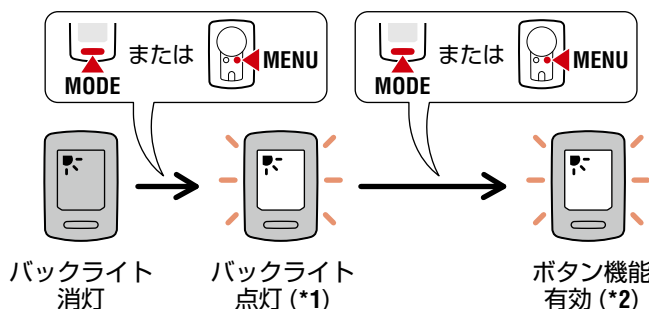 または
MENU
MODE
または
MENU
MODE
バックライト
消灯
バックライト
点灯 (*1)
ボタン機能
有効 (*2)